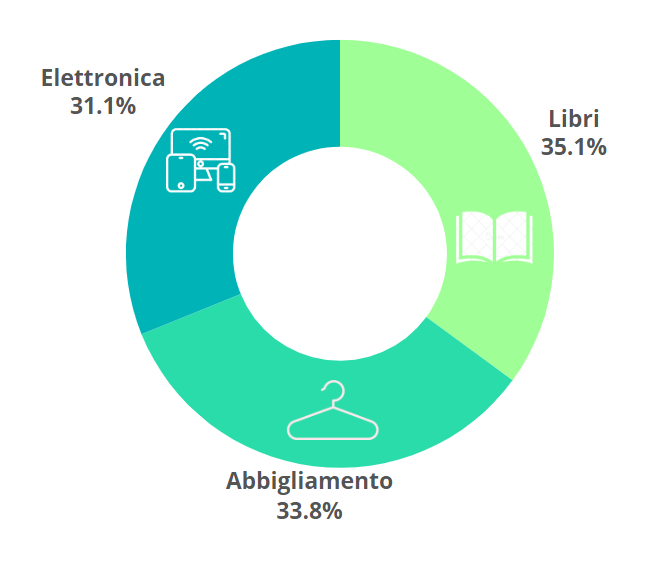 Elettronica
31.1%
Libri
35.1%
Abbigliamento
33.8%